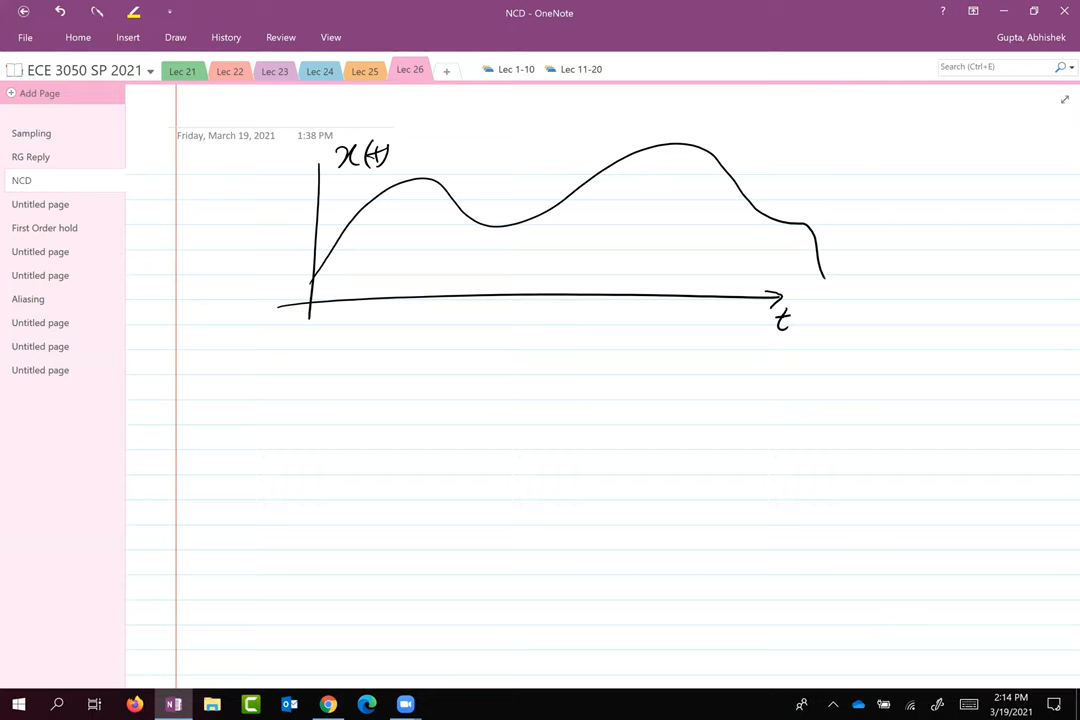 NCD - OneNote
?
File Home Insert Draw History Review View
Gupta, Abhishek
ECE 3050 SP 2021 Lec 21 Lec 22 Lec 23 Lec 24 Lec 25 Lec 26 + Lec 1-10 Lec 11-20
Search (Ctrl+E)
Add Page
Friday, March 19, 2021 1:38 PM
Sampling
RG Reply
NCD
Untitled page
First Order hold
Untitled page
Untitled page
Aliasing
Untitled page
Untitled page
Untitled page
x(t)
t
2:14 PM
3/19/2021